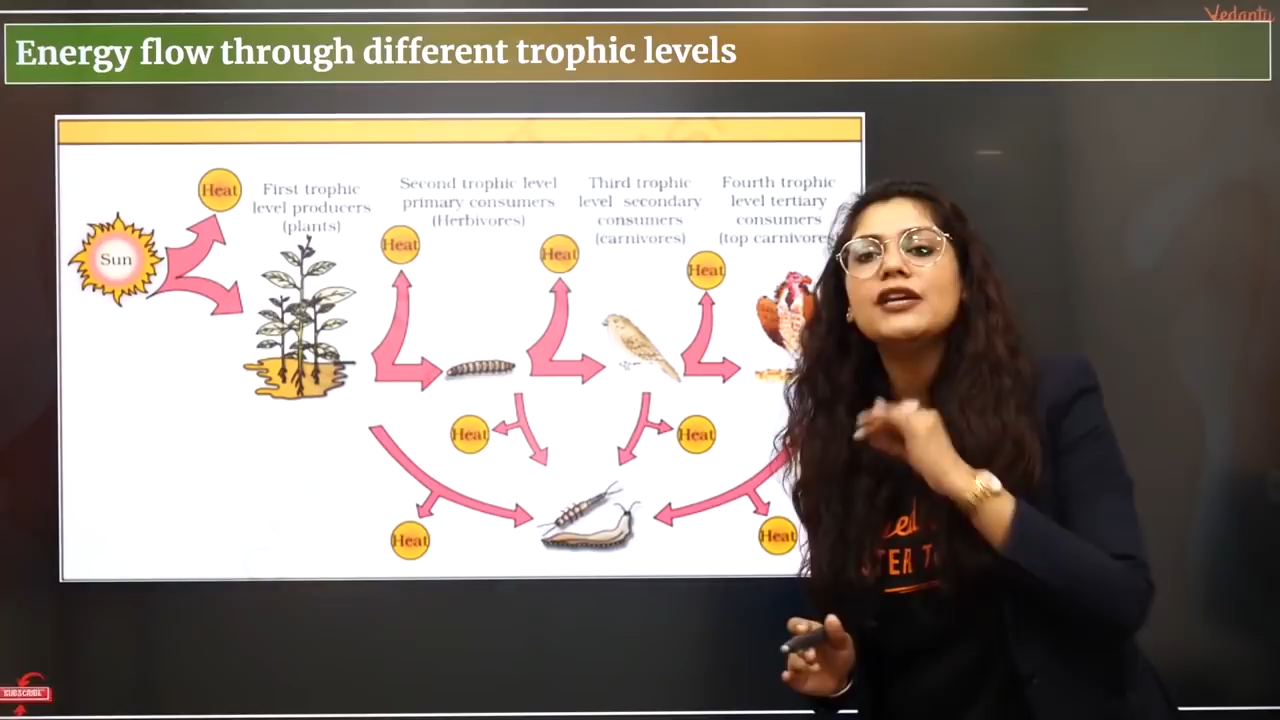 Vedantu
Energy flow through different trophic levels
Heat
First trophic
level producers
(plants)
Second trophic level
primary consumers
(Herbivores)
Third trophic
level secondary
consumers
(carnivores)
Fourth trophic
level tertiary
consumers
(top carnivore
Sun
Heat
Heat
Heat
Heat
Heat
Heat
Heat
SUBSCRIBE